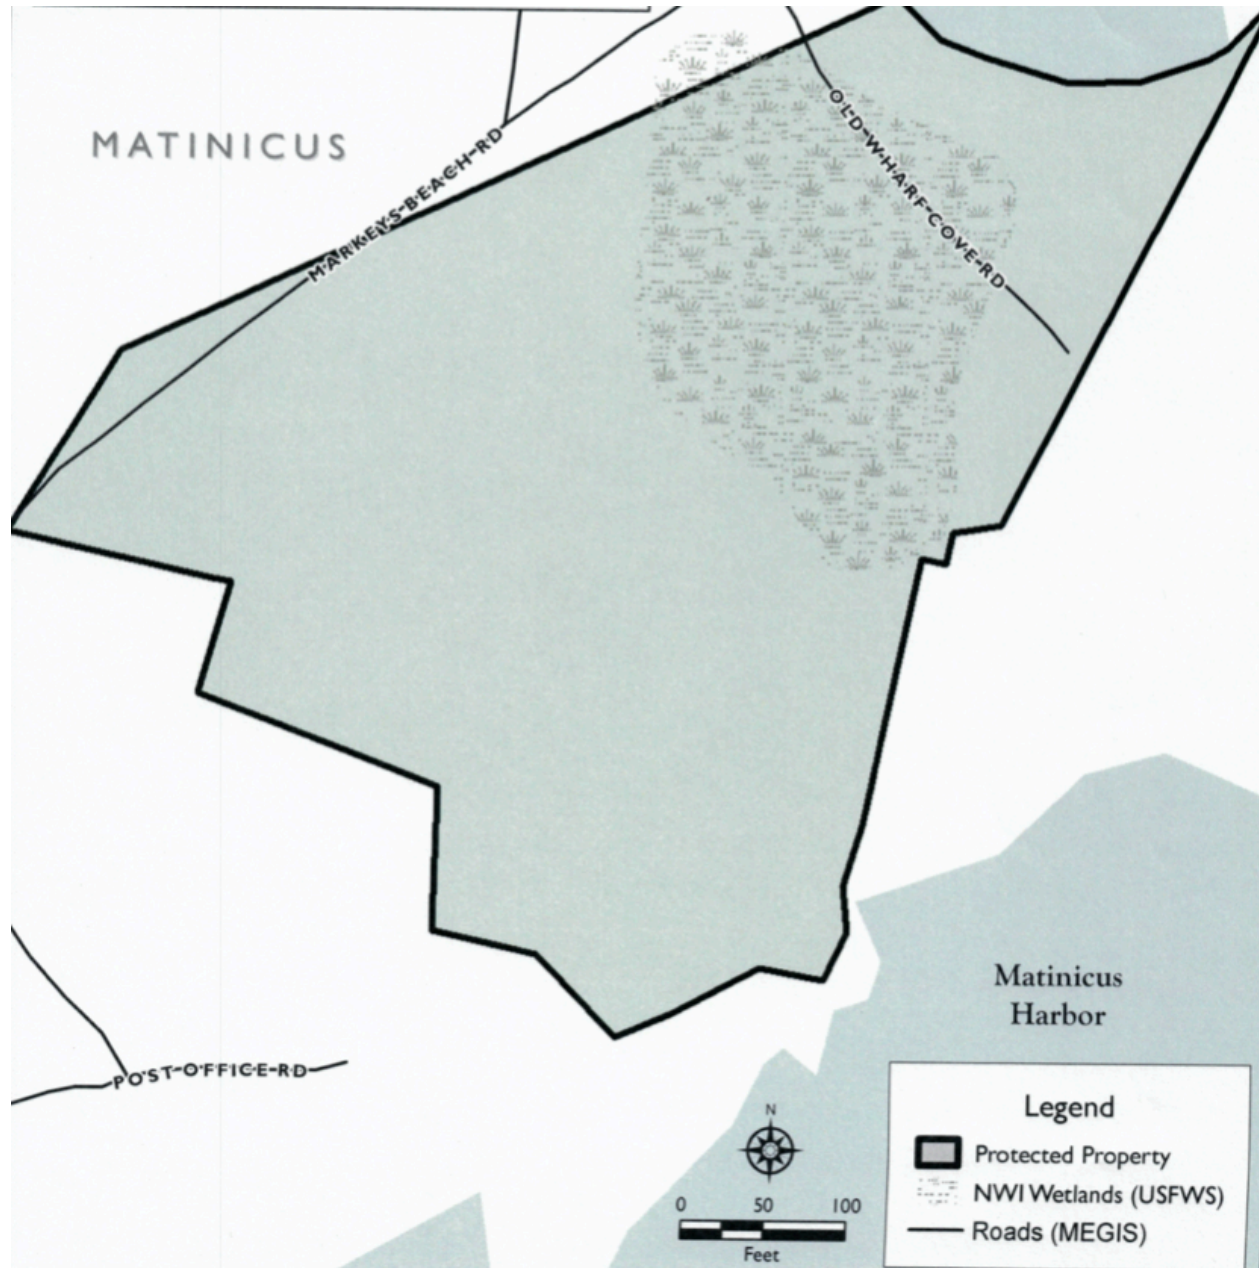 MATINICUS
MARKEYS-BEACH-RD
OLD-WHARF-COVE-RD
POST-OFFICE-RD
Matinicus
Harbor
N
0 50 100
Feet
Legend
Protected Property
NWI Wetlands (USFWS)
Roads (MEGIS)